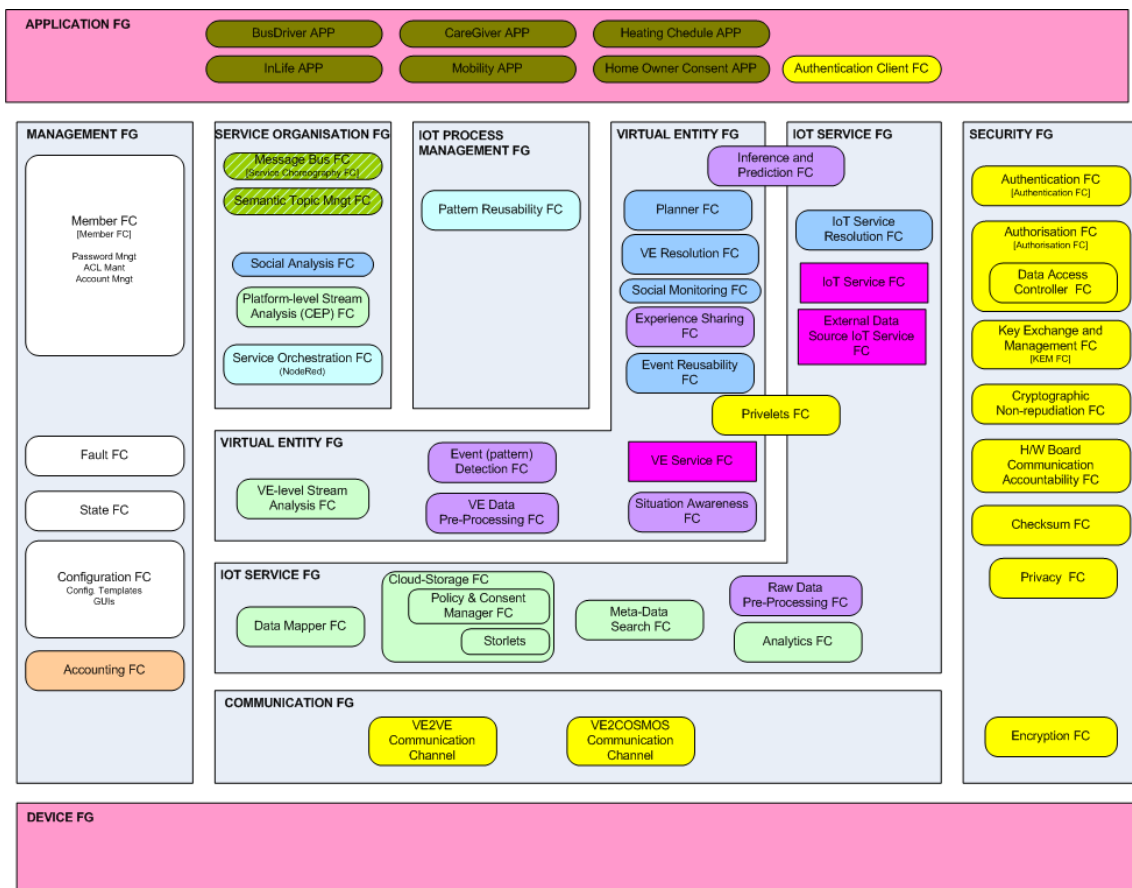 APPLICATION FG
BusDriver APP
CareGiver APP
Heating Chedule APP
InLife APP
Mobility APP
Home Owner Consent APP
Authentication Client FC
MANAGEMENT FG
Member FC
[Member FC]
Password Mngt
ACL Mant
Account Mngt
Fault FC
State FC
Configuration FC
Config. Templates
GUIs
Accounting FC
SERVICE ORGANISATION FG
Message Bus FC
[Service Choreography FC]
Semantic Topic Mngt FC
Social Analysis FC
Platform-level Stream
Analysis (CEP) FC
Service Orchestration FC
(NodeRed)
IOT PROCESS
MANAGEMENT FG
Pattern Reusability FC
VIRTUAL ENTITY FG
Inference and
Prediction FC
Planner FC
VE Resolution FC
Social Monitoring FC
Experience Sharing
FC
Event Reusability
FC
Privelets FC
IOT SERVICE FG
IoT Service
Resolution FC
IoT Service FC
External Data
Source IoT Service
FC
VIRTUAL ENTITY FG
VE-level Stream
Analysis FC
Event (pattern)
Detection FC
VE Data
Pre-Processing FC
VE Service FC
Situation Awareness
FC
IOT SERVICE FG
Data Mapper FC
Cloud-Storage FC
Policy & Consent
Manager FC
Storlets
Meta-Data
Search FC
Raw Data
Pre-Processing FC
Analytics FC
COMMUNICATION FG
VE2VE
Communication
Channel
VE2COSMOS
Communication
Channel
SECURITY FG
Authentication FC
[Authentication FC]
Authorisation FC
[Authorisation FC]
Data Access
Controller FC
Key Exchange and
Management FC
[KEM FC]
Cryptographic
Non-repudiation FC
H/W Board
Communication
Accountability FC
Checksum FC
Privacy FC
Encryption FC
DEVICE FG